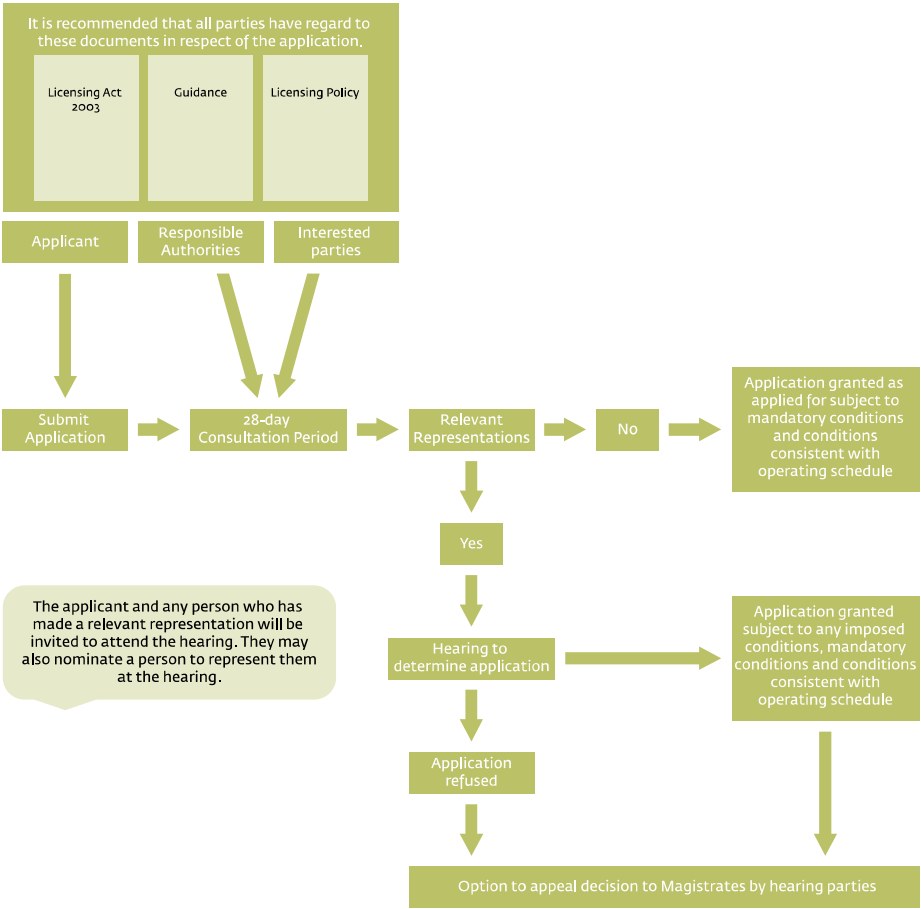 It is recommended that all parties have regard to
these documents in respect of the application.
Licensing Act
2003
Guidance
Licensing Policy
Applicant
Responsible
Authorities
Interested
parties
Submit
Application
28-day
Consultation Period
Relevant
Representations
No
Application granted as
applied for subject to
mandatory conditions
and conditions
consistent with
operating schedule
Yes
The applicant and any person who has
made a relevant representation will be
invited to attend the hearing. They may
also nominate a person to represent them
at the hearing.
Hearing to
determine application
Application granted
subject to any imposed
conditions, mandatory
conditions and conditions
consistent with
operating schedule
Application
refused
Option to appeal decision to Magistrates by hearing parties